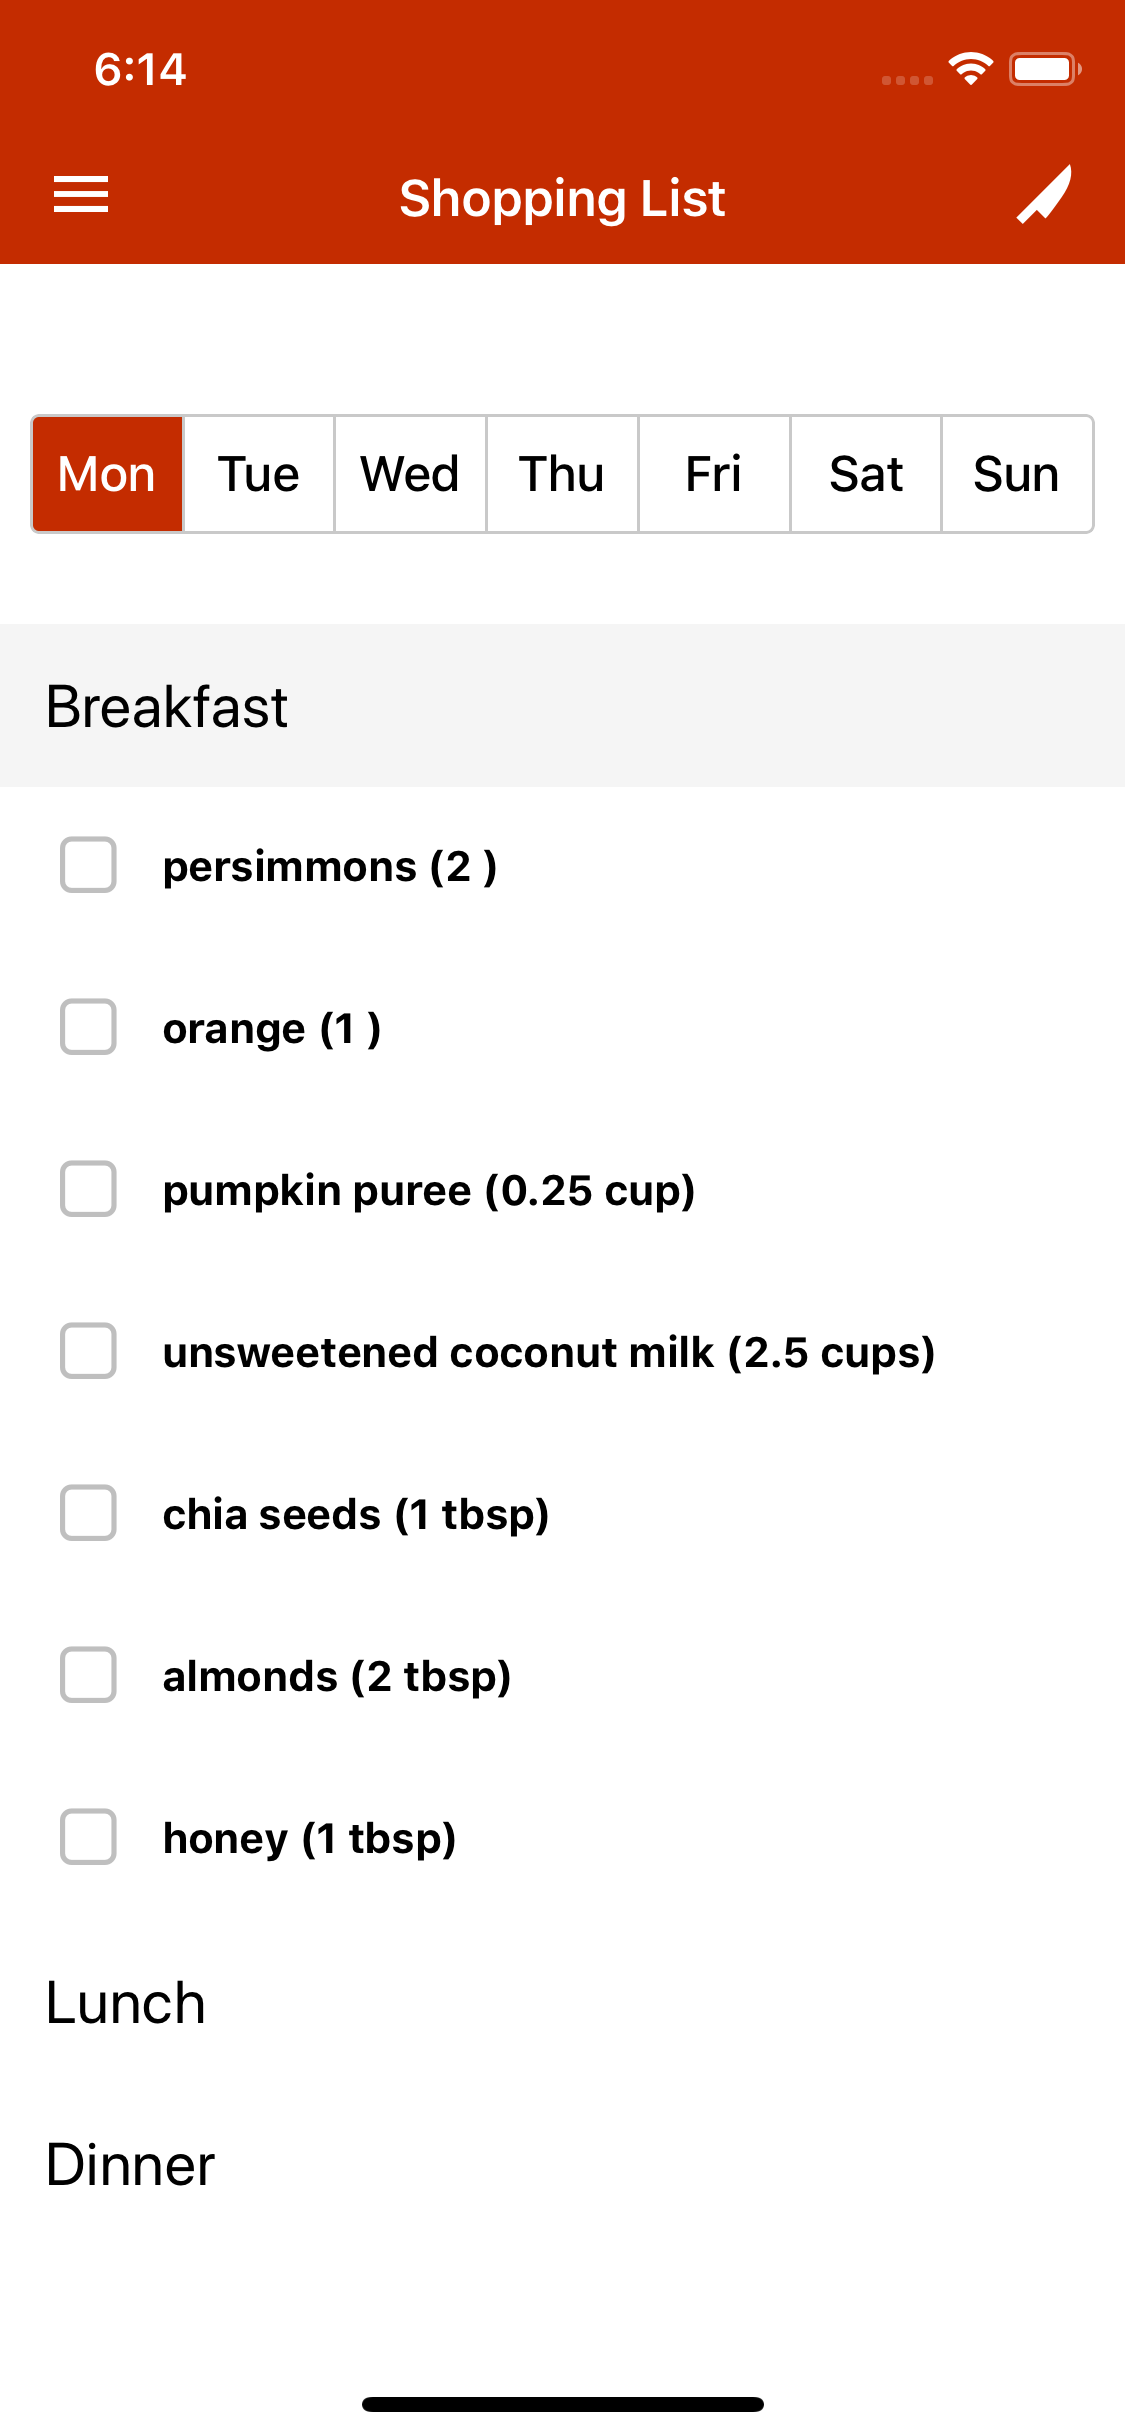 6:14
Shopping List
Mon Tue Wed Thu Fri Sat Sun
Breakfast
persimmons (2 )
orange (1 )
pumpkin puree (0.25 cup)
unsweetened coconut milk (2.5 cups)
chia seeds (1 tbsp)
almonds (2 tbsp)
honey (1 tbsp)
Lunch
Dinner